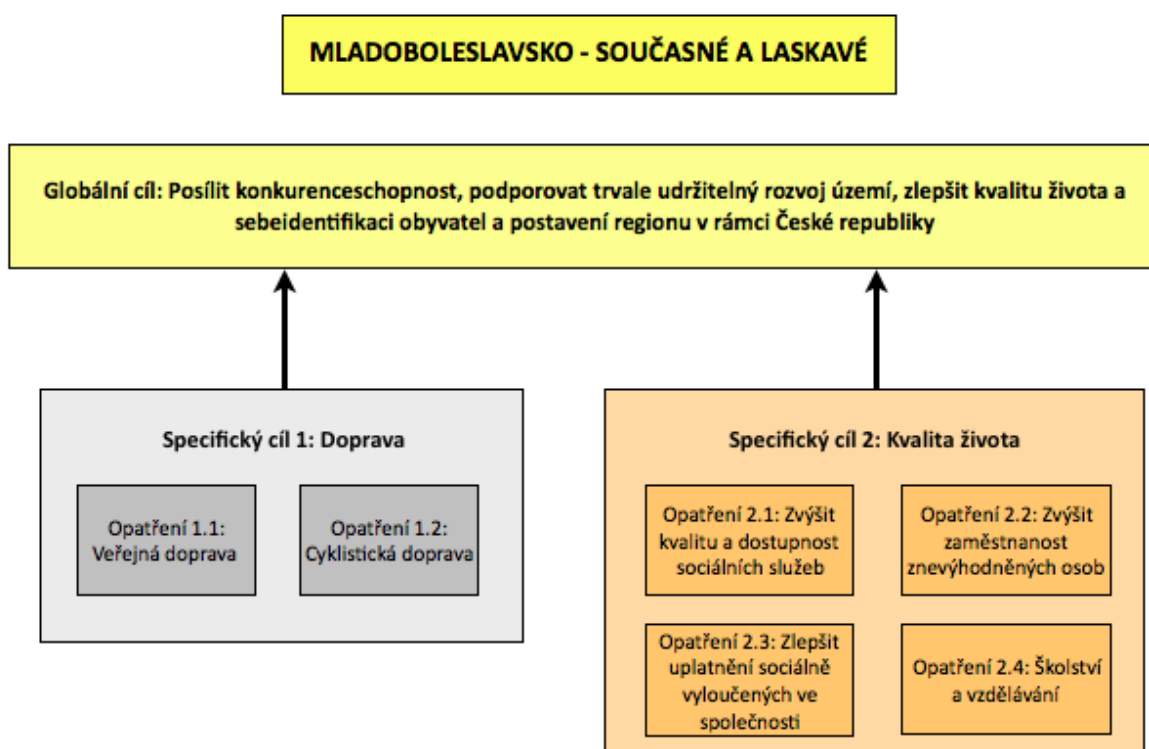 MLADOBOLESLAVSKO - SOUČASNÉ A LASKAVÉ
Globální cíl: Posílit konkurenceschopnost, podporovat trvale udržitelný rozvoj území, zlepšit kvalitu života a
sebeidentifikaci obyvatel a postavení regionu v rámci České republiky
Specifický cíl 1: Doprava
Opatření 1.1:
Veřejná doprava
Opatření 1.2:
Cyklistická doprava
Specifický cíl 2: Kvalita života
Opatření 2.1: Zvýšit
kvalitu a dostupnost
sociálních služeb
Opatření 2.2: Zvýšit
zaměstnanost
znevýhodněných osob
Opatření 2.3: Zlepšit
uplatnění sociálně
vyloučených ve
společnosti
Opatření 2.4: Školství
a vzdělávání